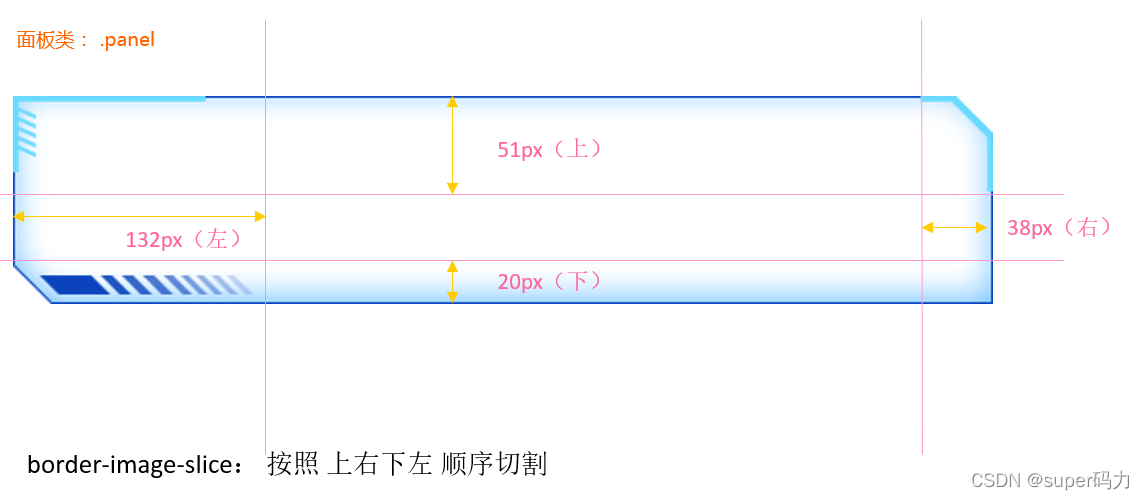 面板类： .panel
51px（上）
132px（左）
38px（右）
20px（下）
border-image-slice： 按照 上右下左 顺序切割
CSDN @super码力